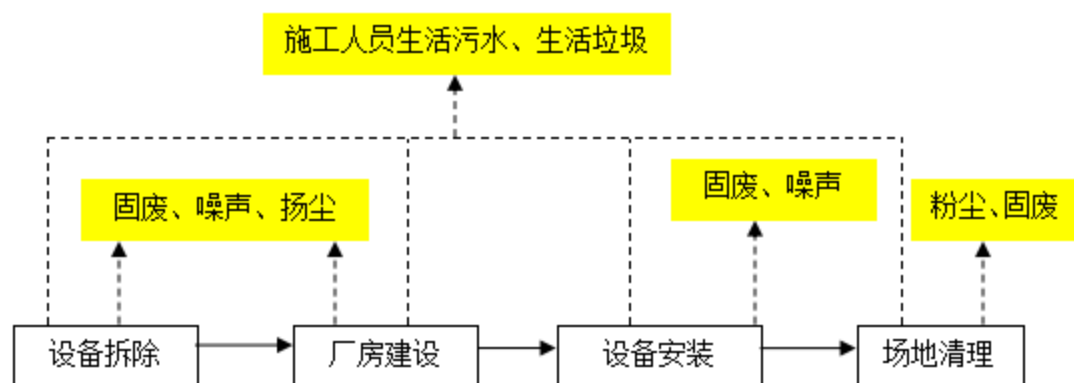 施工人员生活污水、生活垃圾
固废、噪声、扬尘
固废、噪声
粉尘、固废
设备拆除
厂房建设
设备安装
场地清理